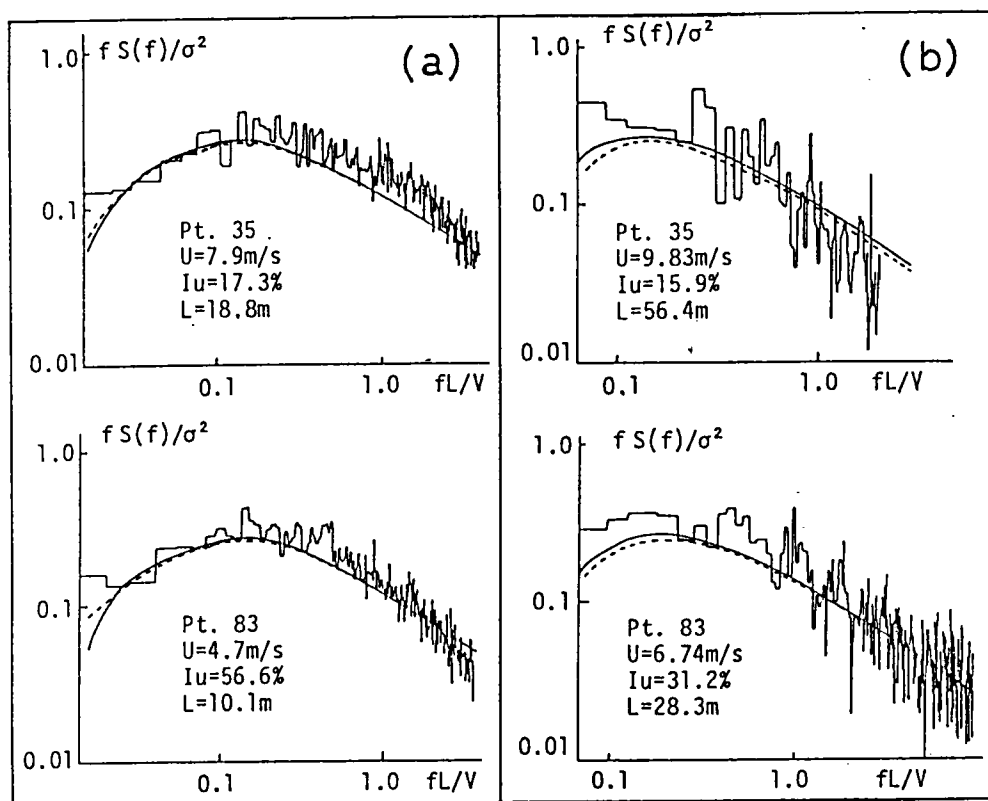 (a)
f S(f)/σ²
1.0
0.1
0.01
Pt. 35
U=7.9m/s
Iu=17.3%
L=18.8m
0.1 1.0 fL/V
f S(f)/σ²
1.0
0.1
0.01
Pt. 83
U=4.7m/s
Iu=56.6%
L=10.1m
0.1 1.0 fL/V
(b)
f S(f)/σ²
1.0
0.1
0.01
Pt. 35
U=9.83m/s
Iu=15.9%
L=56.4m
0.1 1.0 fL/V
f S(f)/σ²
1.0
0.1
0.01
Pt. 83
U=6.74m/s
Iu=31.2%
L=28.3m
0.1 1.0 fL/V